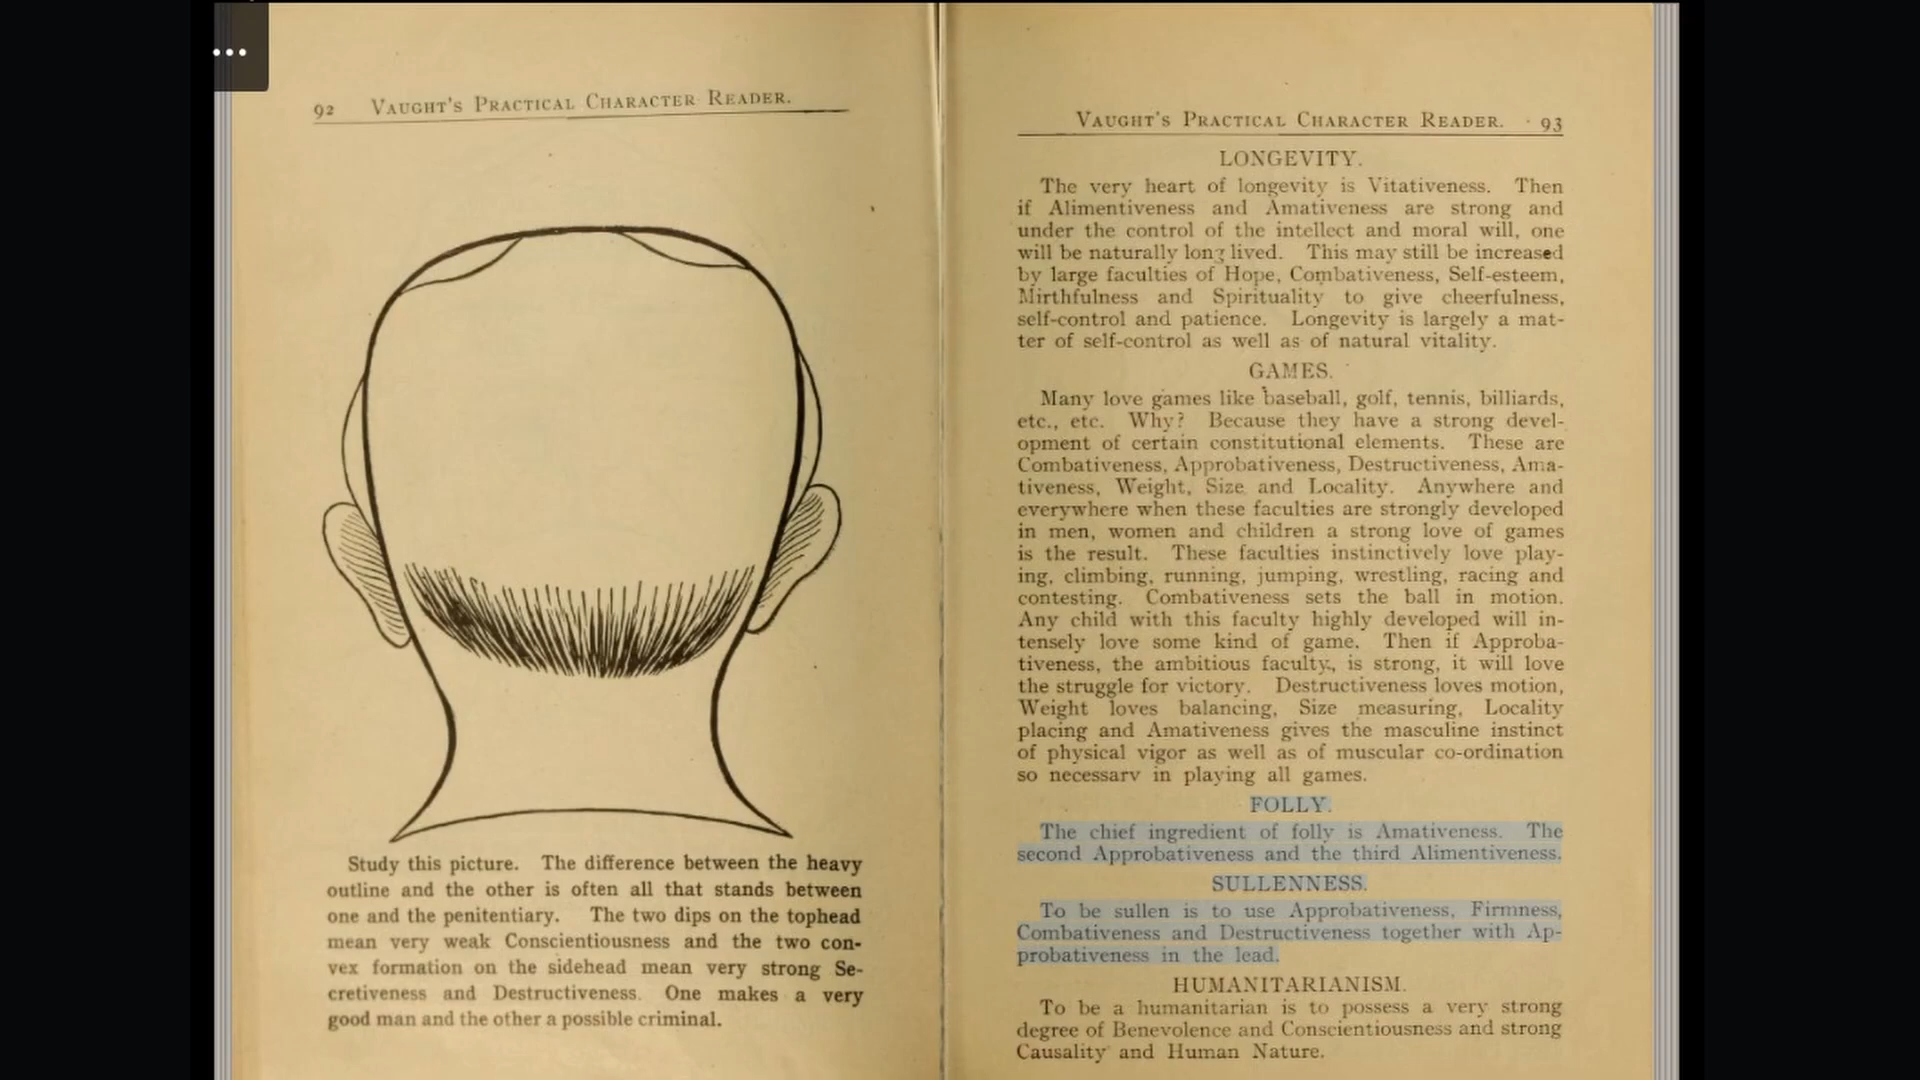 92 VAUGHT'S PRACTICAL CHARACTER READER.
Study this picture. The difference between the heavy
outline and the other is often all that stands between
one and the penitentiary. The two dips on the tophead
mean very weak Conscientiousness and the two con-
vex formation on the sidehead mean very strong Se-
cretiveness and Destructiveness. One makes a very
good man and the other a possible criminal.
VAUGHT'S PRACTICAL CHARACTER READER. 93
LONGEVITY.
The very heart of longevity is Vitativeness. Then
if Alimentiveness and Amativeness are strong and
under the control of the intellect and moral will, one
will be naturally long lived. This may still be increased
by large faculties of Hope, Combativeness, Self-esteem,
Mirthfulness and Spirituality to give cheerfulness,
self-control and patience. Longevity is largely a mat-
ter of self-control as well as of natural vitality.
GAMES.
Many love games like baseball, golf, tennis, billiards,
etc., etc. Why? Because they have a strong devel-
opment of certain constitutional elements. These are
Combativeness, Approbativeness, Destructiveness, Ama-
tiveness, Weight, Size and Locality. Anywhere and
everywhere when these faculties are strongly developed
in men, women and children a strong love of games
is the result. These faculties instinctively love play-
ing, climbing, running, jumping, wrestling, racing and
contesting. Combativeness sets the ball in motion.
Any child with this faculty highly developed will in-
tensely love some kind of game. Then if Approba-
tiveness, the ambitious faculty, is strong, it will love
the struggle for victory. Destructiveness loves motion,
Weight loves balancing, Size measuring, Locality
placing and Amativeness gives the masculine instinct
of physical vigor as well as of muscular co-ordination
so necessary in playing all games.
FOLLY.
The chief ingredient of folly is Amativeness. The
second Approbativeness and the third Alimentiveness.
SULLENNESS.
To be sullen is to use Approbativeness, Firmness,
Combativeness and Destructiveness together with Ap-
probativeness in the lead.
HUMANITARIANISM.
To be a humanitarian is to possess a very strong
degree of Benevolence and Conscientiousness and strong
Causality and Human Nature.